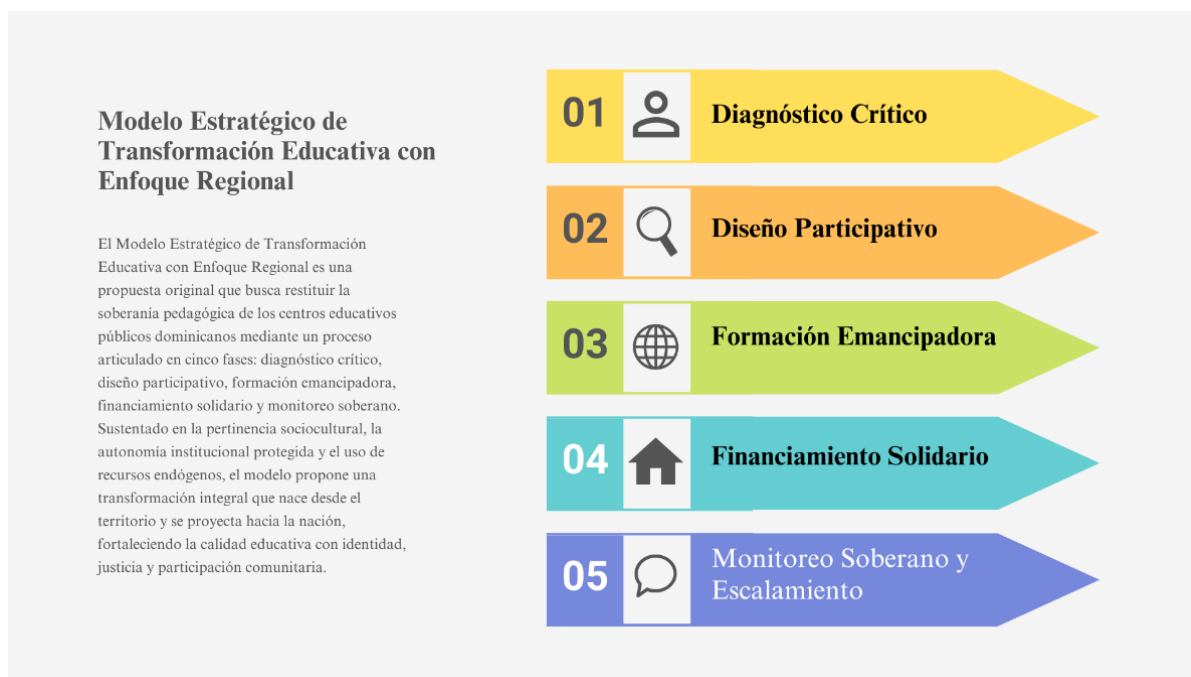 Modelo Estratégico de
Transformación Educativa con
Enfoque Regional
El Modelo Estratégico de Transformación
Educativa con Enfoque Regional es una
propuesta original que busca restituir la
soberanía pedagógica de los centros educativos
públicos dominicanos mediante un proceso
articulado en cinco fases: diagnóstico crítico,
diseño participativo, formación emancipadora,
financiamiento solidario y monitoreo soberano.
Sustentado en la pertinencia sociocultural, la
autonomía institucional protegida y el uso de
recursos endógenos, el modelo propone una
transformación integral que nace desde el
territorio y se proyecta hacia la nación,
fortaleciendo la calidad educativa con identidad,
justicia y participación comunitaria.
01 Diagnóstico Crítico
02 Diseño Participativo
03 Formación Emancipadora
04 Financiamiento Solidario
05 Monitoreo Soberano y
Escalamiento